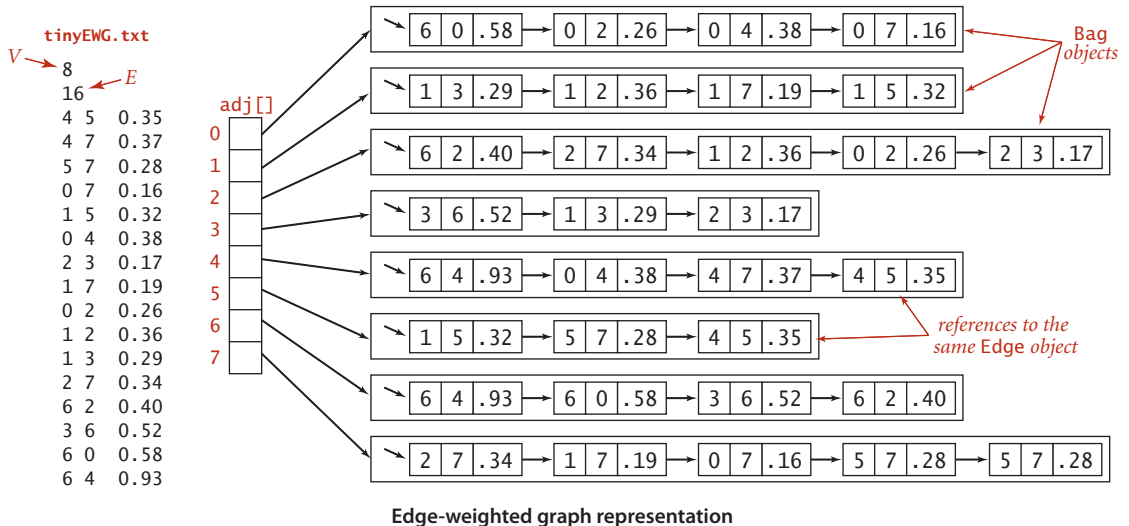 tinyEWG.txt
V
8
E
16
4 5 0.35
4 7 0.37
5 7 0.28
0 7 0.16
1 5 0.32
0 4 0.38
2 3 0.17
1 7 0.19
0 2 0.26
1 2 0.36
1 3 0.29
2 7 0.34
6 2 0.40
3 6 0.52
6 0 0.58
6 4 0.93
adj[]
0
1
2
3
4
5
6
7
6 0 .58 0 2 .26 0 4 .38 0 7 .16
1 3 .29 1 2 .36 1 7 .19 1 5 .32
6 2 .40 2 7 .34 1 2 .36 0 2 .26 2 3 .17
3 6 .52 1 3 .29 2 3 .17
6 4 .93 0 4 .38 4 7 .37 4 5 .35
1 5 .32 5 7 .28 4 5 .35
6 4 .93 6 0 .58 3 6 .52 6 2 .40
2 7 .34 1 7 .19 0 7 .16 5 7 .28 5 7 .28
Bag
objects
references to the
same Edge object
Edge-weighted graph representation